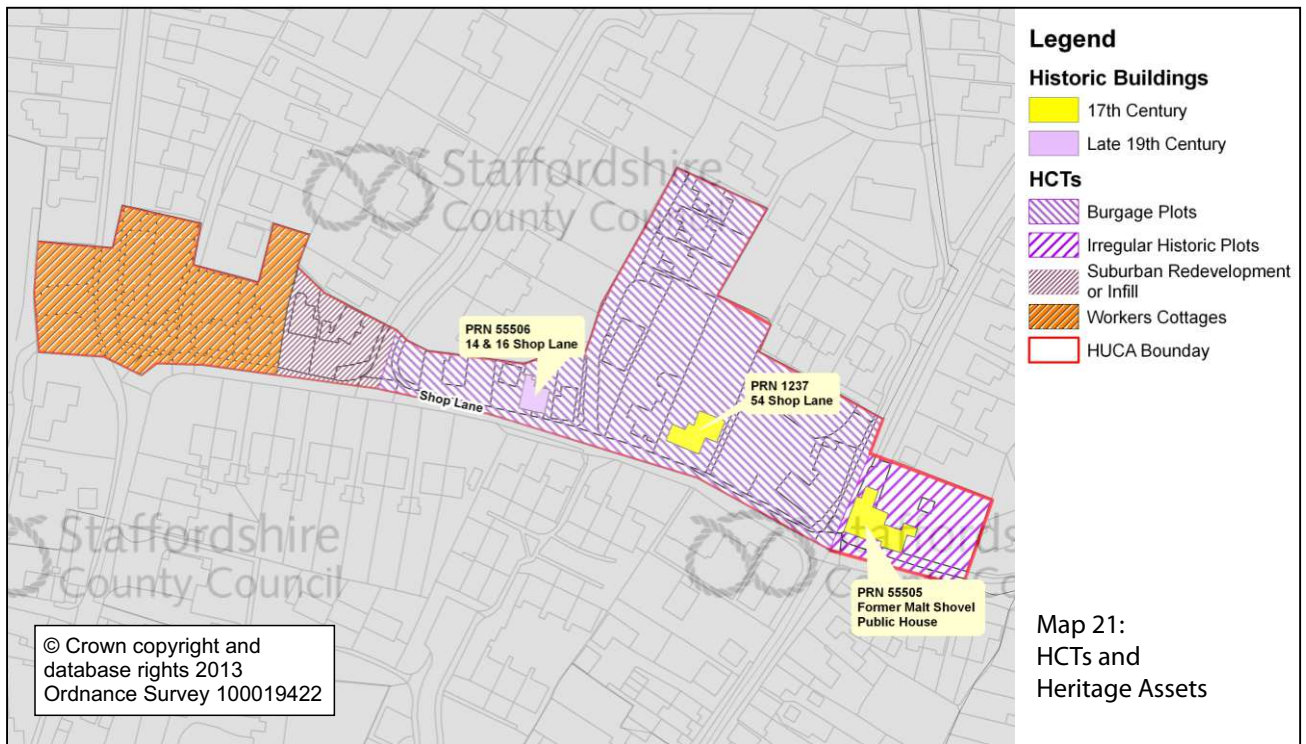 Staffordshire
County Council
PRN 55506
14 & 16 Shop Lane
PRN 1237
54 Shop Lane
Shop Lane
Staffordshire
County Council
Staffords
Coun Co
PRN 55505
Former Malt Shovel
Public House
© Crown copyright and
database rights 2013
Ordnance Survey 100019422
Legend
Historic Buildings
17th Century
Late 19th Century
HCTs
Burgage Plots
Irregular Historic Plots
Suburban Redevelopment
or Infill
Workers Cottages
HUCA Bounday
Map 21:
HCTs and
Heritage Assets